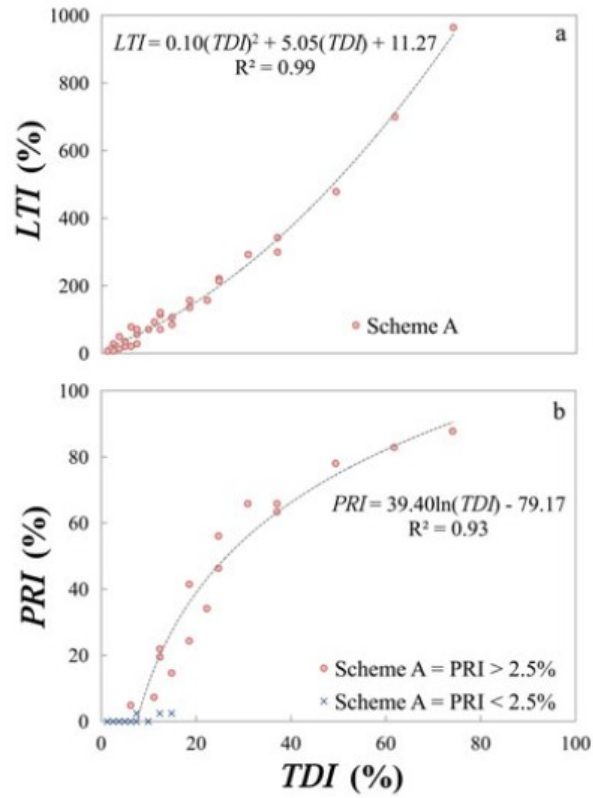 1000
800
600
400
200
0
LTI (%)
a
LTI = 0.10(TDI)² + 5.05(TDI) + 11.27
R² = 0.99
Scheme A
100
80
60
40
20
0
PRI (%)
b
PRI = 39.40ln(TDI) - 79.17
R² = 0.93
Scheme A = PRI > 2.5%
Scheme A = PRI < 2.5%
0 20 40 60 80 100
TDI (%)